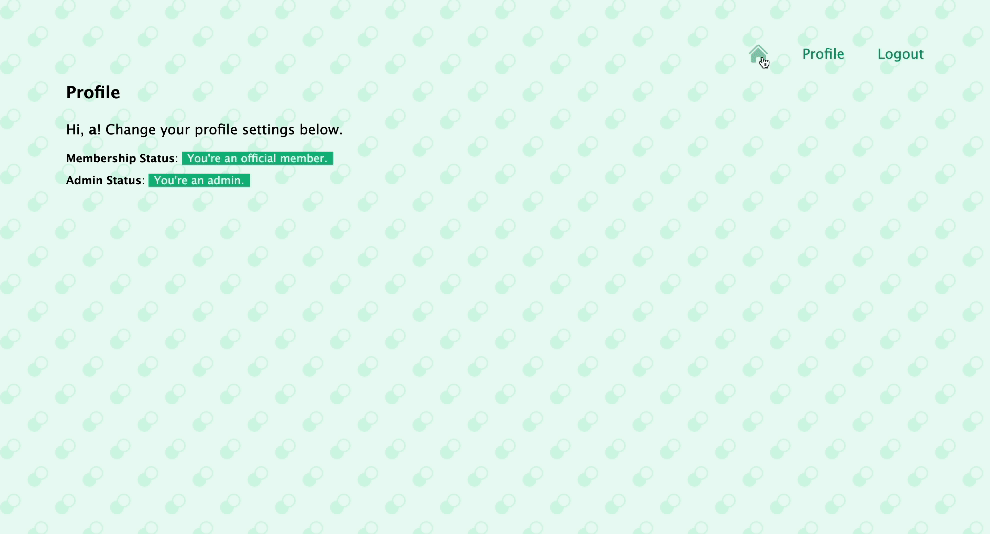 Profile Logout
Profile
Hi, a! Change your profile settings below.
Membership Status: You're an official member.
Admin Status: You're an admin.